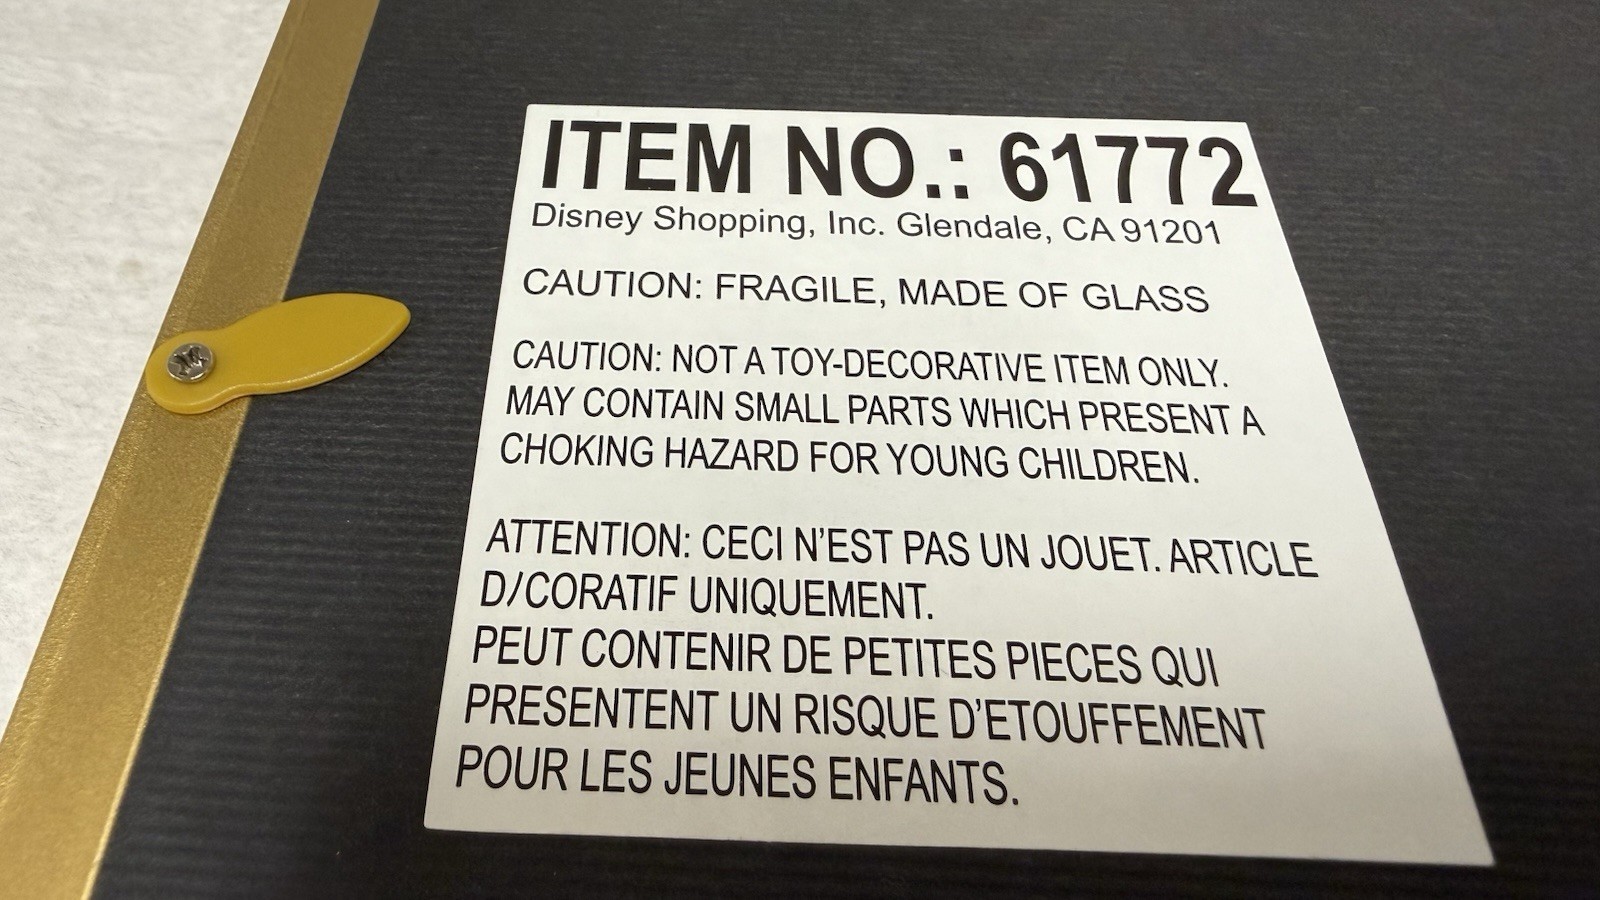 ITEM NO.: 61772
Disney Shopping, Inc. Glendale, CA 91201
CAUTION: FRAGILE, MADE OF GLASS
CAUTION: NOT A TOY-DECORATIVE ITEM ONLY.
MAY CONTAIN SMALL PARTS WHICH PRESENT A
CHOKING HAZARD FOR YOUNG CHILDREN.
ATTENTION: CECI N'EST PAS UN JOUET. ARTICLE
D/CORATIF UNIQUEMENT.
PEUT CONTENIR DE PETITES PIECES QUI
PRESENTENT UN RISQUE D'ETOUFFEMENT
POUR LES JEUNES ENFANTS.